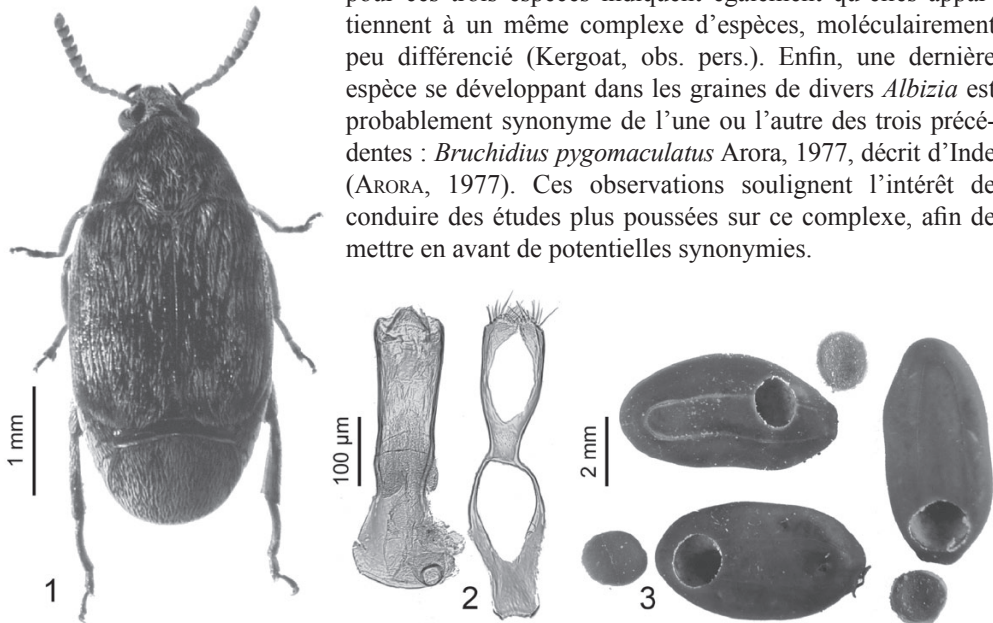 pour ces trois espèces indiquent également qu'elles appar-
tiennent à un même complexe d'espèces, moléculairement
peu différencié (Kergoat, obs. pers.). Enfin, une dernière
espèce se développant dans les graines de divers Albizia est
probablement synonyme de l'une ou l'autre des trois précé-
dentes : Bruchidius pygomaculatus Arora, 1977, décrit d'Inde
(ARORA, 1977). Ces observations soulignent l'intérêt de
conduire des études plus poussées sur ce complexe, afin de
mettre en avant de potentielles synonymies.
1 mm
1
100 µm
2
2 mm
3